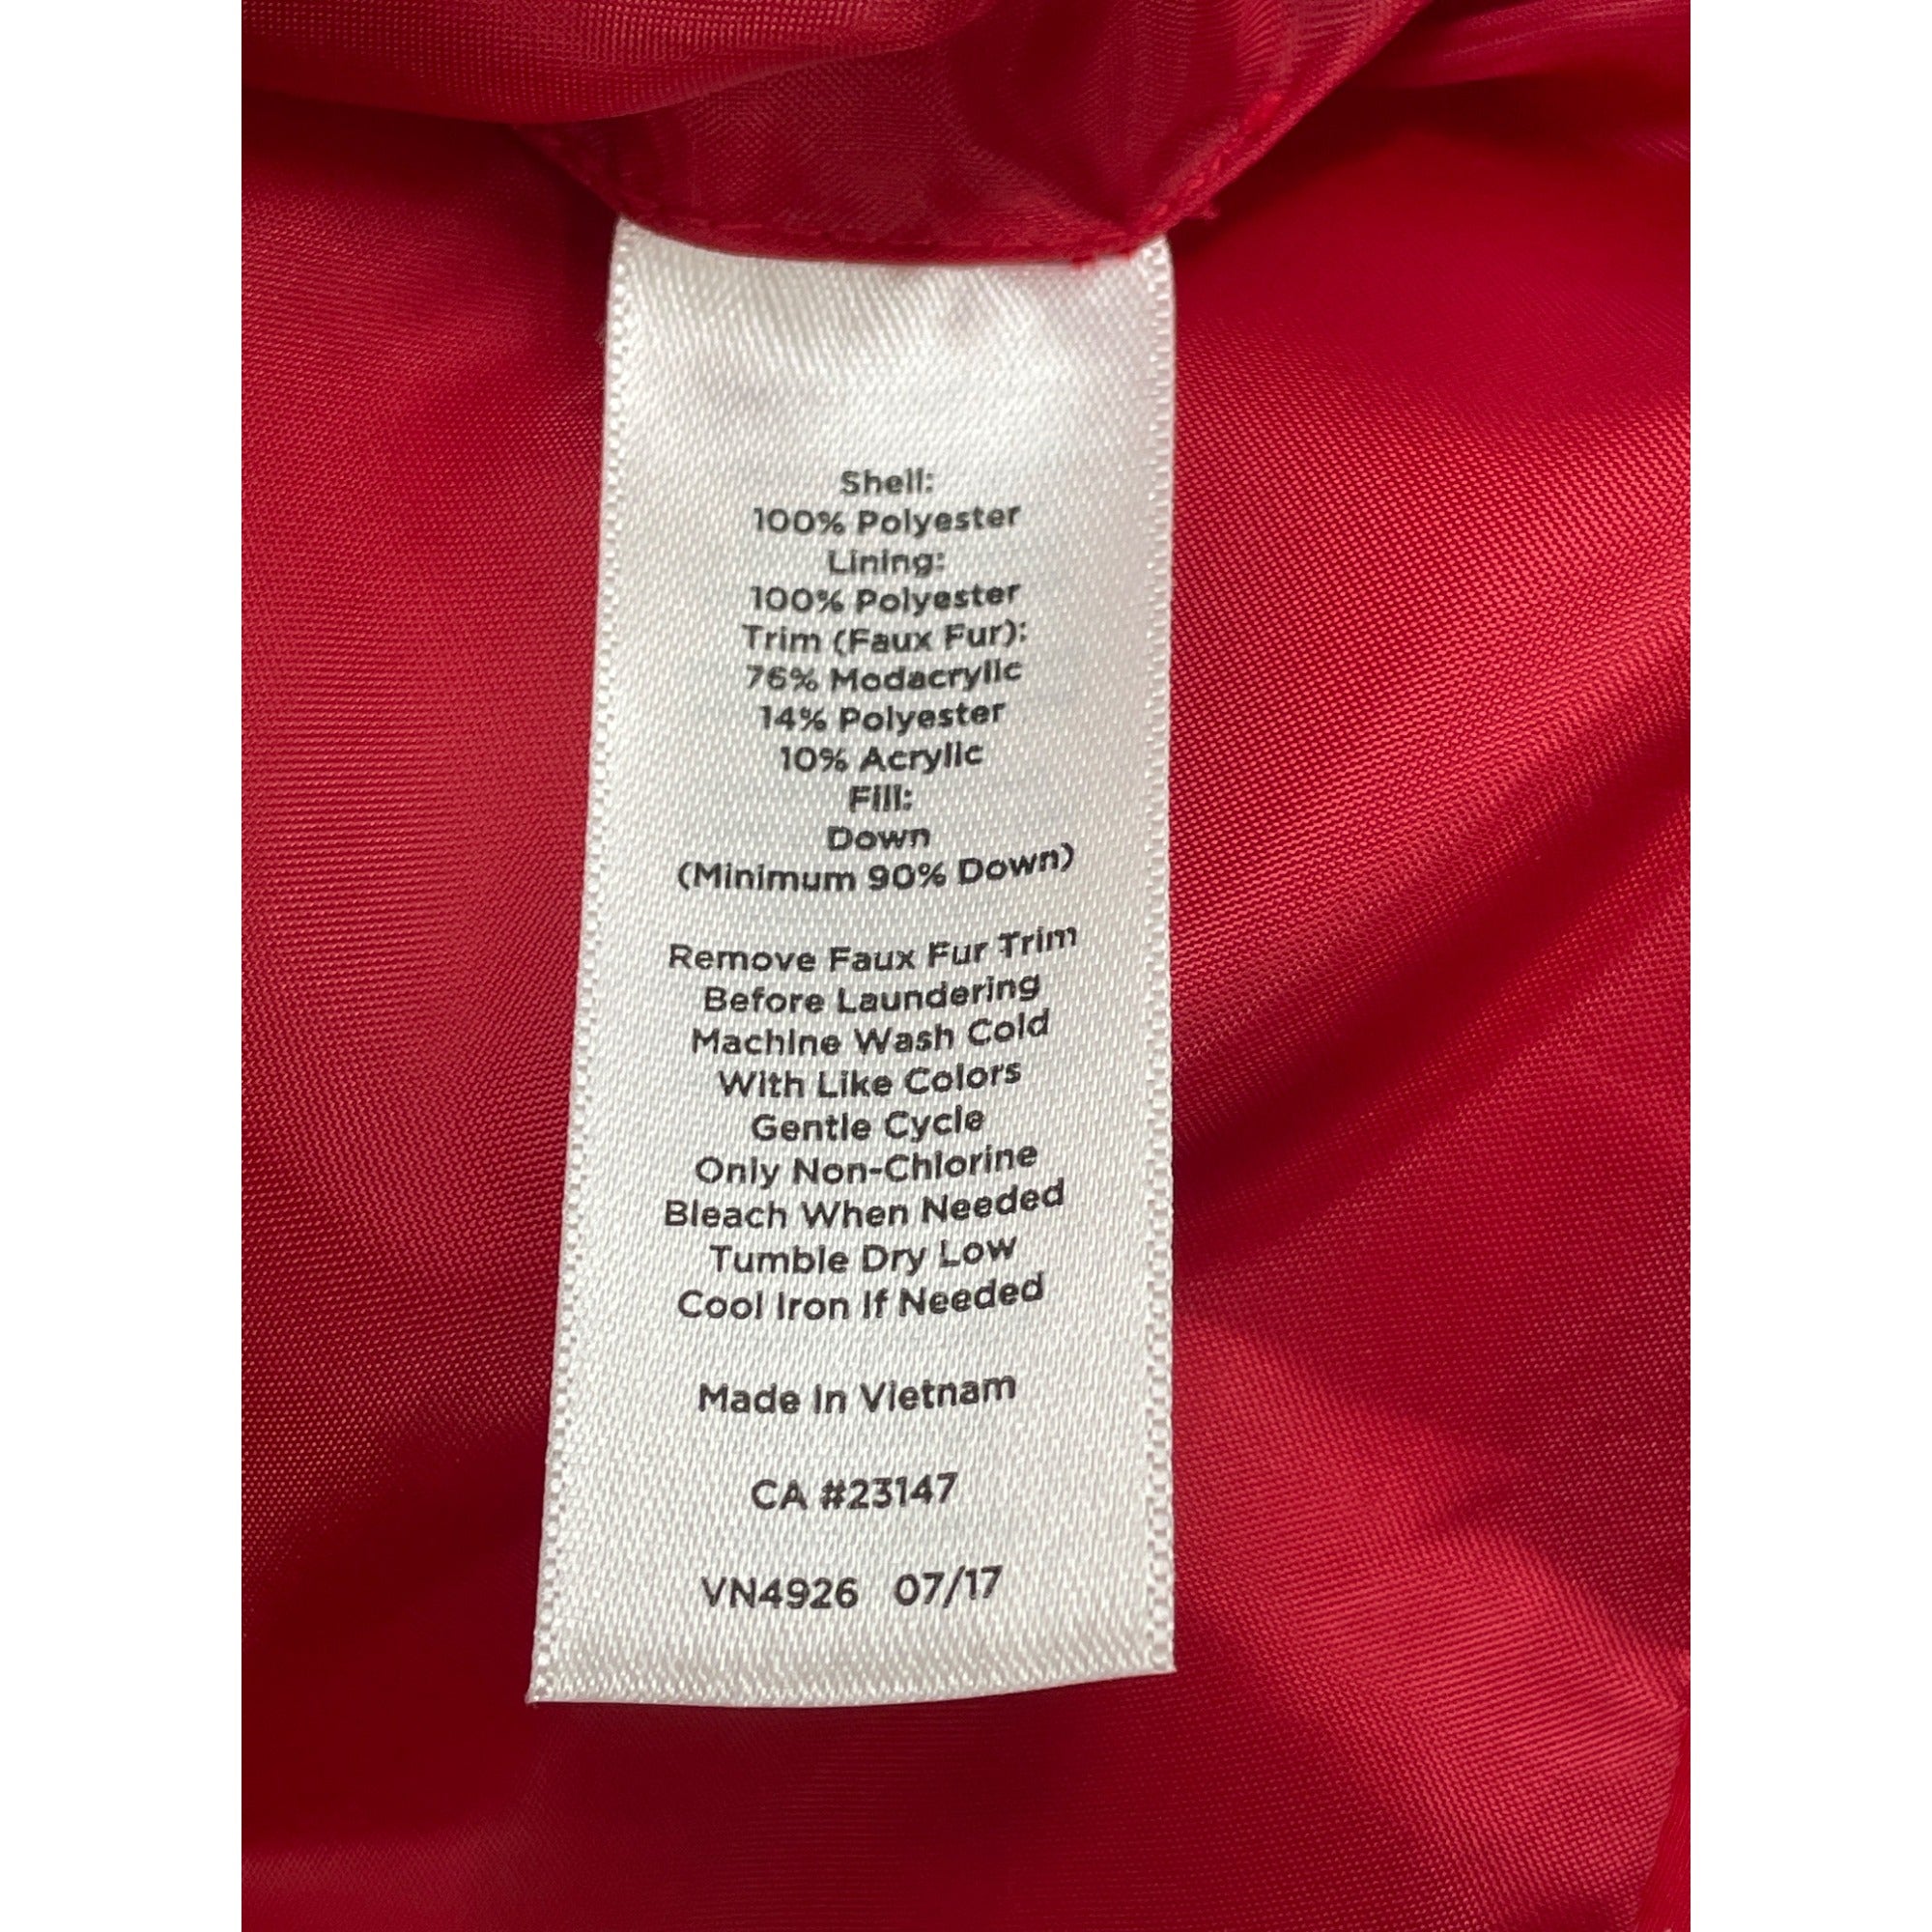 Shell:
100% Polyester
Lining:
100% Polyester
Trim (Faux Fur):
76% Modacrylic
14% Polyester
10% Acrylic
Fill:
Down
(Minimum 90% Down)
Remove Faux Fur Trim
Before Laundering
Machine Wash Cold
With Like Colors
Gentle Cycle
Only Non-Chlorine
Bleach When Needed
Tumble Dry Low
Cool Iron If Needed
Made In Vietnam
CA #23147
VN4926 07/17